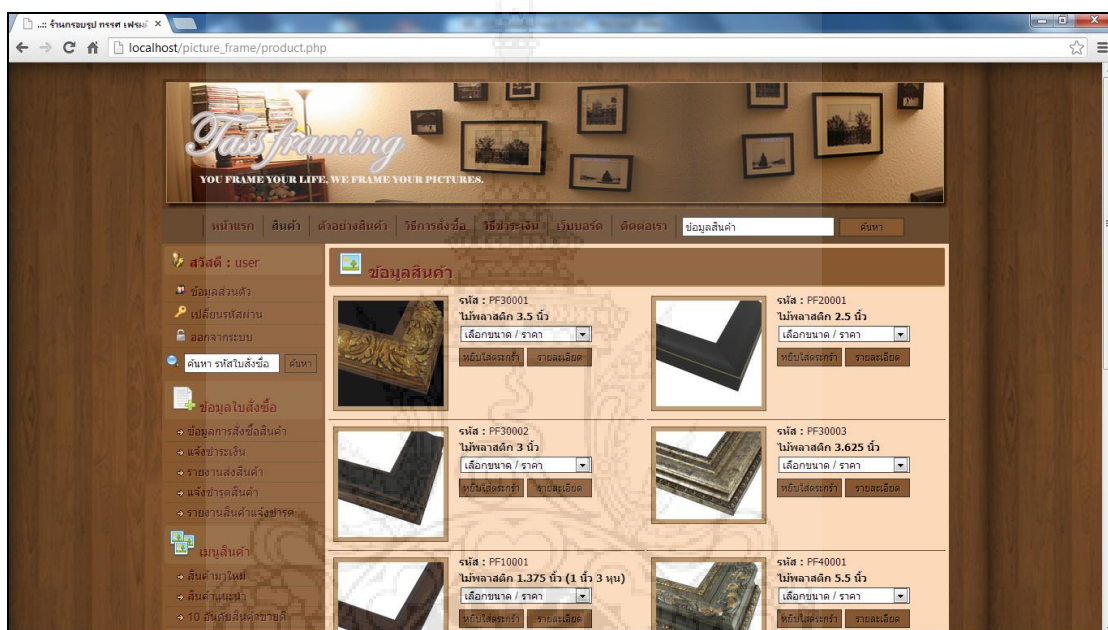 ..:: ร้านกรอบรูป ทรรศ เฟรม
localhost/picture_frame/product.php
Tass framing
YOU FRAME YOUR LIFE, WE FRAME YOUR PICTURES.
หน้าแรก สินค้า ตัวอย่างสินค้า วิธีการสั่งซื้อ วิธีชำระเงิน เว็บบอร์ด ติดต่อเรา ข้อมูลสินค้า ค้นหา
สวัสดี : user
ข้อมูลส่วนตัว
เปลี่ยนรหัสผ่าน
ออกจากระบบ
ค้นหา รหัสใบสั่งซื้อ ค้นหา
ข้อมูลใบสั่งซื้อ
ข้อมูลการสั่งซื้อสินค้า
แจ้งชำระเงิน
รายงานส่งสินค้า
แจ้งชำรุดสินค้า
รายงานสินค้าแจ้งชำรุด
เมนูสินค้า
สินค้ามาใหม่
สินค้าแนะนำ
10 อันดับสินค้าขายดี
ข้อมูลสินค้า
รหัส : PF30001
ไม้พลาสติก 3.5 นิ้ว
เลือกขนาด / ราคา
หยิบใส่ตระกร้า รายละเอียด
รหัส : PF20001
ไม้พลาสติก 2.5 นิ้ว
เลือกขนาด / ราคา
หยิบใส่ตระกร้า รายละเอียด
รหัส : PF30002
ไม้พลาสติก 3 นิ้ว
เลือกขนาด / ราคา
หยิบใส่ตระกร้า รายละเอียด
รหัส : PF30003
ไม้พลาสติก 3.625 นิ้ว
เลือกขนาด / ราคา
หยิบใส่ตระกร้า รายละเอียด
รหัส : PF10001
ไม้พลาสติก 1.375 นิ้ว (1 นิ้ว 3 หุน)
เลือกขนาด / ราคา
หยิบใส่ตระกร้า รายละเอียด
รหัส : PF40001
ไม้พลาสติก 5.5 นิ้ว
เลือกขนาด / ราคา
หยิบใส่ตระกร้า รายละเอียด